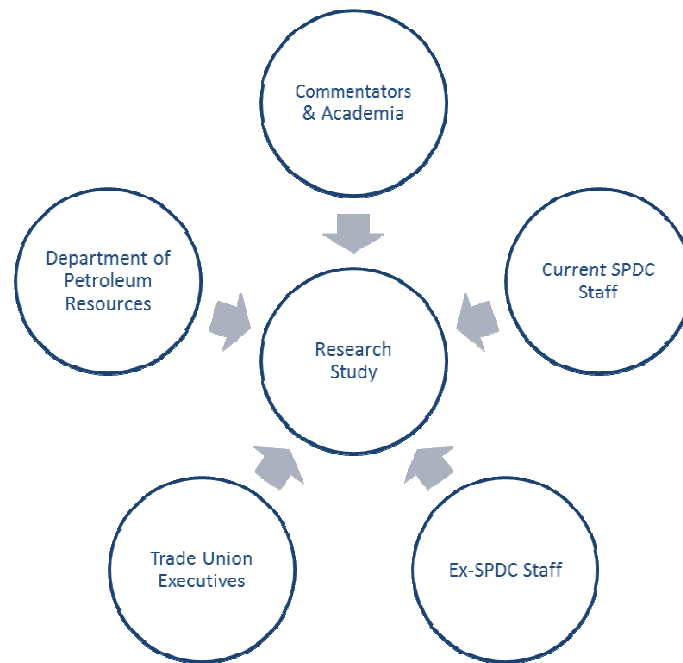 Commentators
& Academia
Department of
Petroleum
Resources
Current SPDC
Staff
Research
Study
Trade Union
Executives
Ex-SPDC Staff